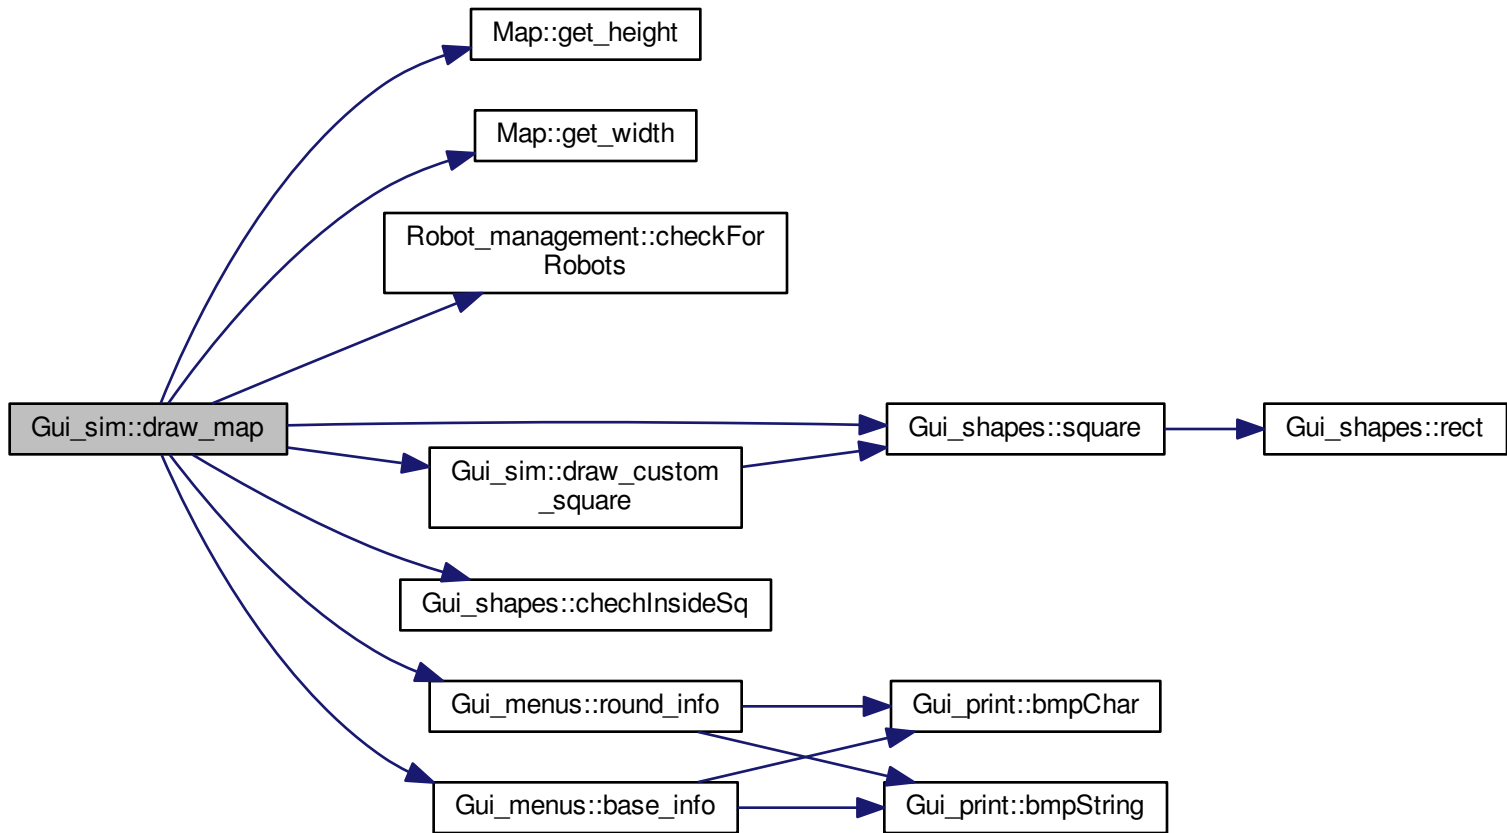 Map::get_height
Map::get_width
Robot_management::checkFor
Robots
Gui_sim::draw_map
Gui_shapes::square
Gui_shapes::rect
Gui_sim::draw_custom
_square
Gui_shapes::chechInsideSq
Gui_menus::round_info
Gui_print::bmpChar
Gui_menus::base_info
Gui_print::bmpString